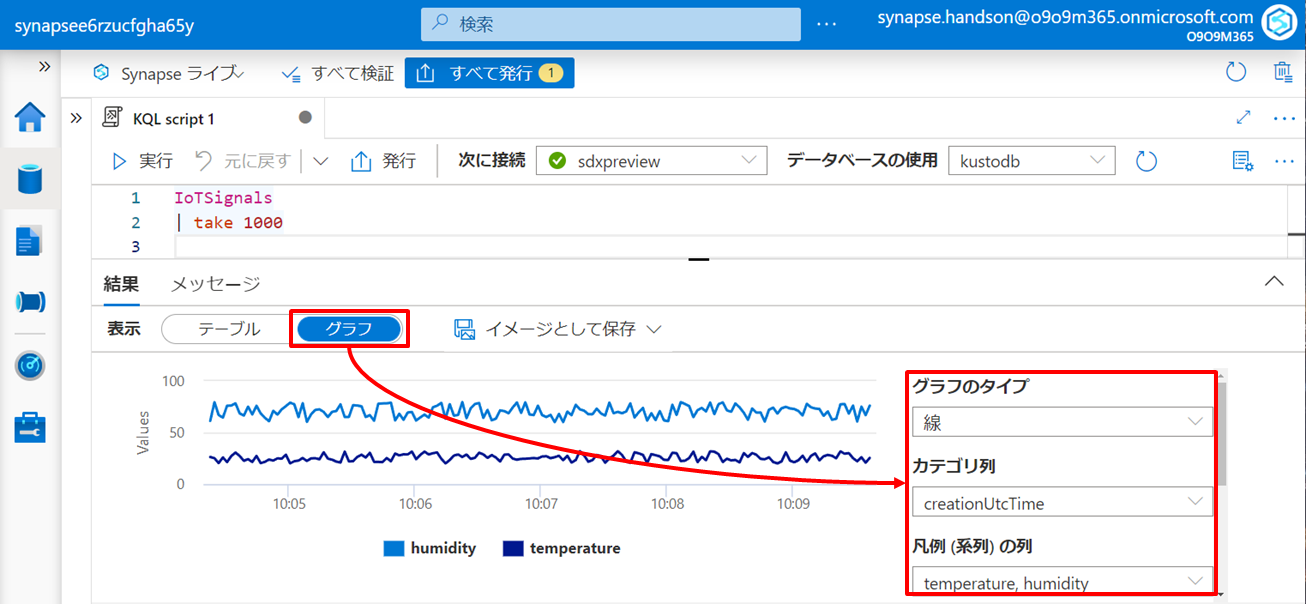 synapsee6rzucfgha65y
検索
synapse.handson@o9o9m365.onmicrosoft.com
O9O9M365
Synapse ライブ
すべて検証
すべて発行 1
KQL script 1
実行
元に戻す
発行
次に接続
sdxpreview
データベースの使用
kustodb
1 IoTSignals
2 | take 1000
3
結果
メッセージ
表示
テーブル
グラフ
イメージとして保存
グラフのタイプ
線
カテゴリ列
creationUtcTime
凡例 (系列) の列
temperature, humidity
Values
100
50
0
10:05
10:06
10:07
10:08
10:09
humidity
temperature